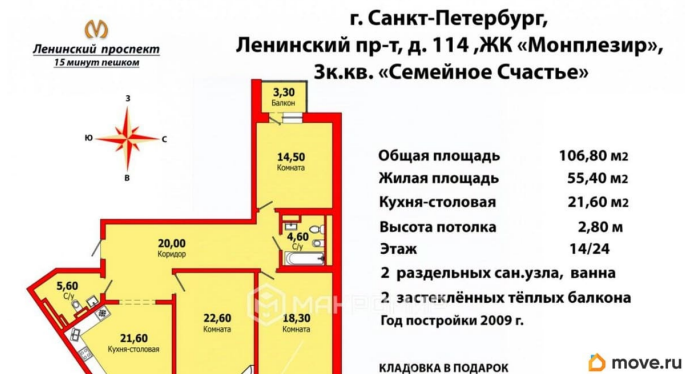 г. Санкт-Петербург,
Ленинский пр-т, д. 114 ,ЖК «Монплезир»,
3к.кв. «Семейное Счастье»
Ленинский проспект
15 минут пешком
З
Ю
С
В
3,30
Балкон
14,50
Комната
20,00
Коридор
4,60
С/у
5,60
С/у
21,60
Кухня-столовая
22,60
Комната
18,30
Комната
Общая площадь 106,80 м2
Жилая площадь 55,40 м2
Кухня-столовая 21,60 м2
Высота потолка 2,80 м
Этаж 14/24
2 раздельных сан.узла, ванна
2 застеклённых тёплых балкона
Год постройки 2009 г.
КЛАДОВКА В ПОДАРОК
move.ru